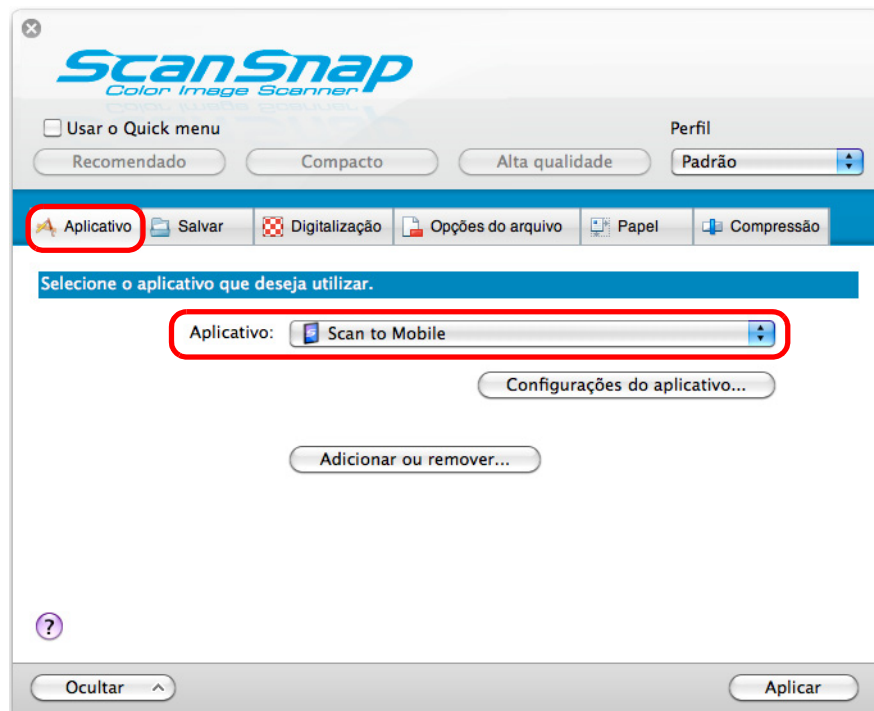 ScanSnap
Color Image Scanner
Usar o Quick menu
Perfil
Recomendado Compacto Alta qualidade Padrão
Aplicativo Salvar Digitalização Opções do arquivo Papel Compressão
Selecione o aplicativo que deseja utilizar.
Aplicativo: Scan to Mobile
Configurações do aplicativo...
Adicionar ou remover...
?
Ocultar Aplicar